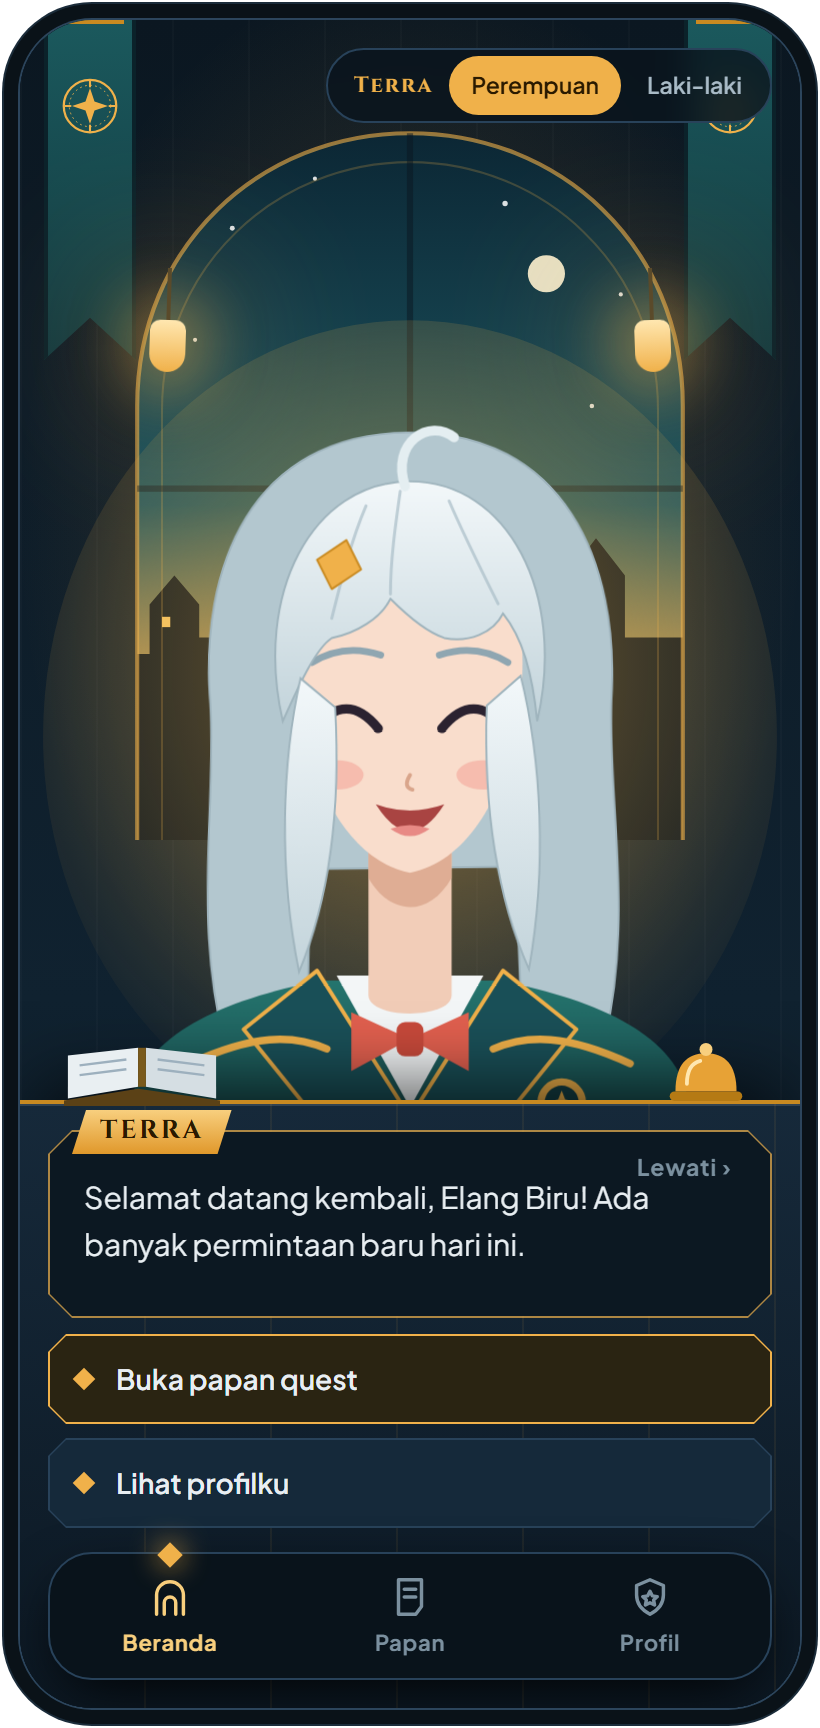 TERRA Perempuan Laki-laki
TERRA
Lewati ›
Selamat datang kembali, Elang Biru! Ada
banyak permintaan baru hari ini.
Buka papan quest
Lihat profilku
Beranda Papan Profil